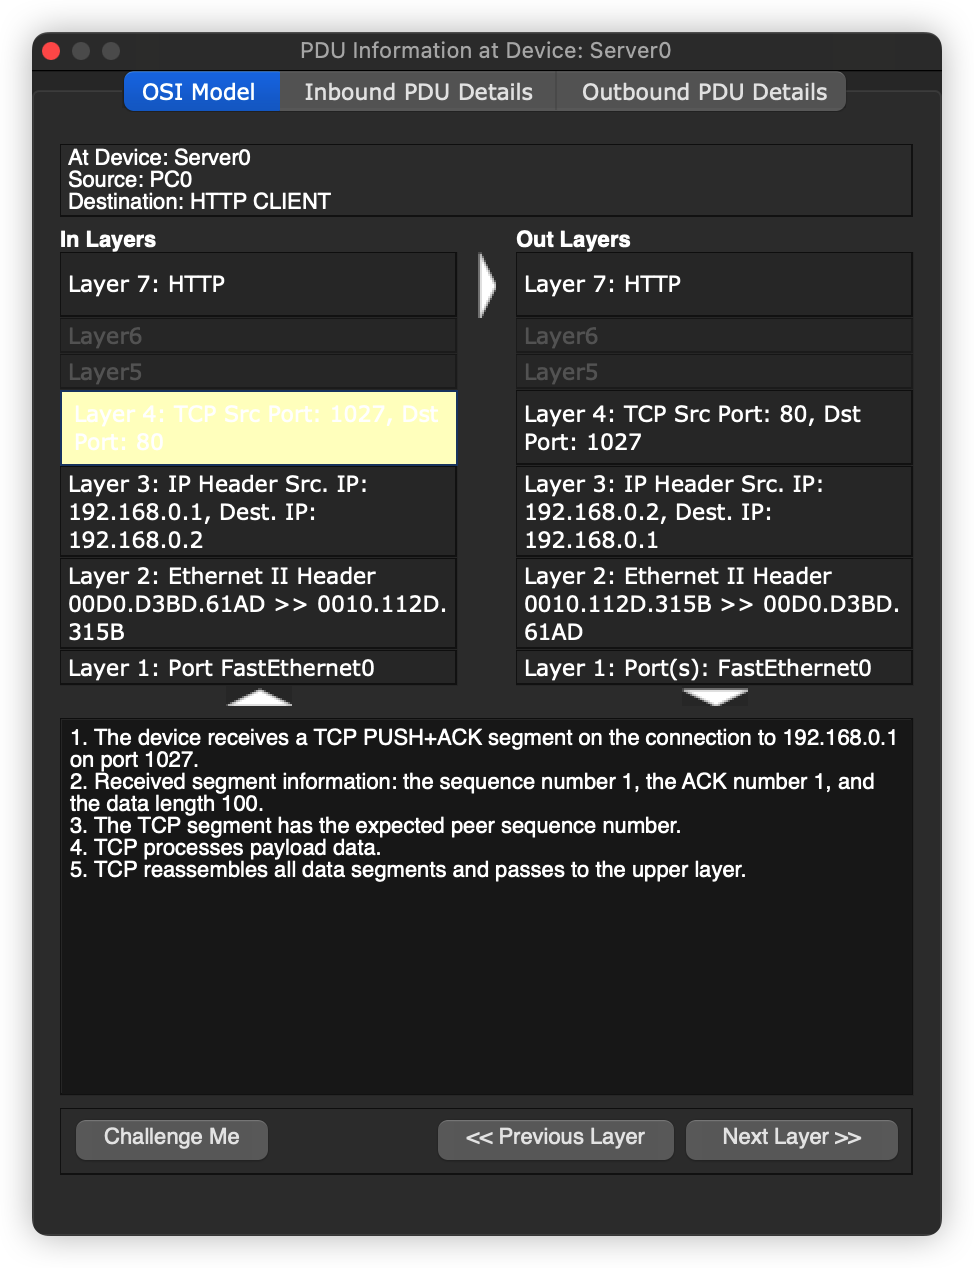 PDU Information at Device: Server0
OSI Model
Inbound PDU Details
Outbound PDU Details
At Device: Server0
Source: PC0
Destination: HTTP CLIENT
In Layers
Layer 7: HTTP
Layer6
Layer5
Layer 4: TCP Src Port: 1027, Dst
Port: 80
Layer 3: IP Header Src. IP:
192.168.0.1, Dest. IP:
192.168.0.2
Layer 2: Ethernet II Header
00D0.D3BD.61AD >> 0010.112D.
315B
Layer 1: Port FastEthernet0
Out Layers
Layer 7: HTTP
Layer6
Layer5
Layer 4: TCP Src Port: 80, Dst
Port: 1027
Layer 3: IP Header Src. IP:
192.168.0.2, Dest. IP:
192.168.0.1
Layer 2: Ethernet II Header
0010.112D.315B >> 00D0.D3BD.
61AD
Layer 1: Port(s): FastEthernet0
1. The device receives a TCP PUSH+ACK segment on the connection to 192.168.0.1
on port 1027.
2. Received segment information: the sequence number 1, the ACK number 1, and
the data length 100.
3. The TCP segment has the expected peer sequence number.
4. TCP processes payload data.
5. TCP reassembles all data segments and passes to the upper layer.
Challenge Me
<< Previous Layer
Next Layer >>